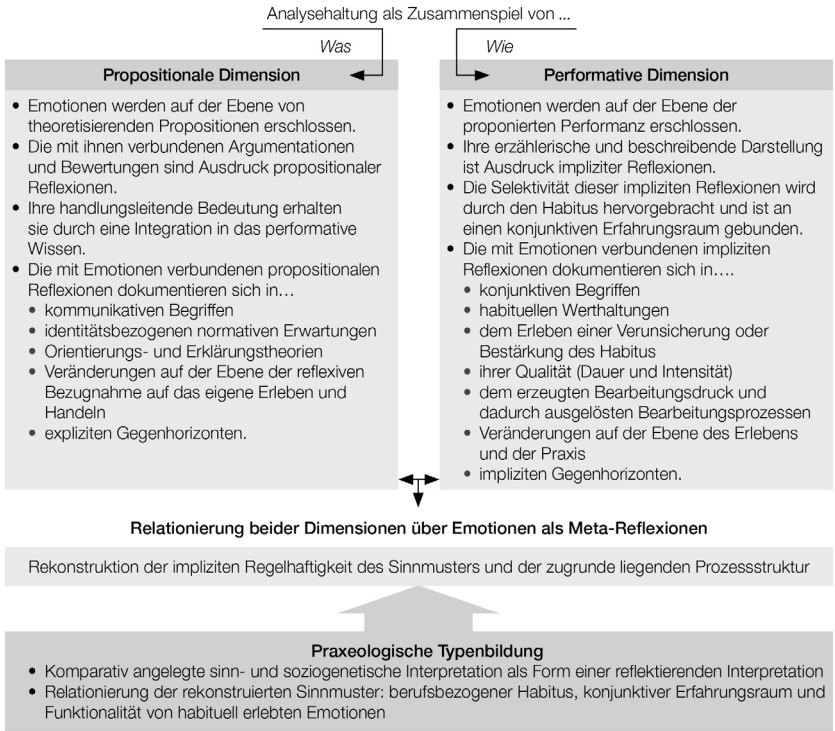 Analysehaltung als Zusammenspiel von ...
Was
Wie
Propositionale Dimension
• Emotionen werden auf der Ebene von
theoretisierenden Propositionen erschlossen.
• Die mit ihnen verbundenen Argumentationen
und Bewertungen sind Ausdruck propositionaler
Reflexionen.
• Ihre handlungsleitende Bedeutung erhalten
sie durch eine Integration in das performative
Wissen.
• Die mit Emotionen verbundenen propositionalen
Reflexionen dokumentieren sich in…
• kommunikativen Begriffen
• identitätsbezogenen normativen Erwartungen
• Orientierungs- und Erklärungstheorien
• Veränderungen auf der Ebene der reflexiven
Bezugnahme auf das eigene Erleben und
Handeln
• expliziten Gegenhorizonten.
Performative Dimension
• Emotionen werden auf der Ebene der
proponierten Performanz erschlossen.
• Ihre erzählerische und beschreibende Darstellung
ist Ausdruck impliziter Reflexionen.
• Die Selektivität dieser impliziten Reflexionen wird
durch den Habitus hervorgebracht und ist an
einen konjunktiven Erfahrungsraum gebunden.
• Die mit Emotionen verbundenen impliziten
Reflexionen dokumentieren sich in….
• konjunktiven Begriffen
• habituellen Werthaltungen
• dem Erleben einer Verunsicherung oder
Bestärkung des Habitus
• ihrer Qualität (Dauer und Intensität)
• dem erzeugten Bearbeitungsdruck und
dadurch ausgelösten Bearbeitungsprozessen
• Veränderungen auf der Ebene des Erlebens
und der Praxis
• impliziten Gegenhorizonten.
Relationierung beider Dimensionen über Emotionen als Meta-Reflexionen
Rekonstruktion der impliziten Regelhaftigkeit des Sinnmusters und der zugrunde liegenden Prozessstruktur
Praxeologische Typenbildung
• Komparativ angelegte sinn- und soziogenetische Interpretation als Form einer reflektierenden Interpretation
• Relationierung der rekonstruierten Sinnmuster: berufsbezogener Habitus, konjunktiver Erfahrungsraum und
Funktionalität von habituell erlebten Emotionen